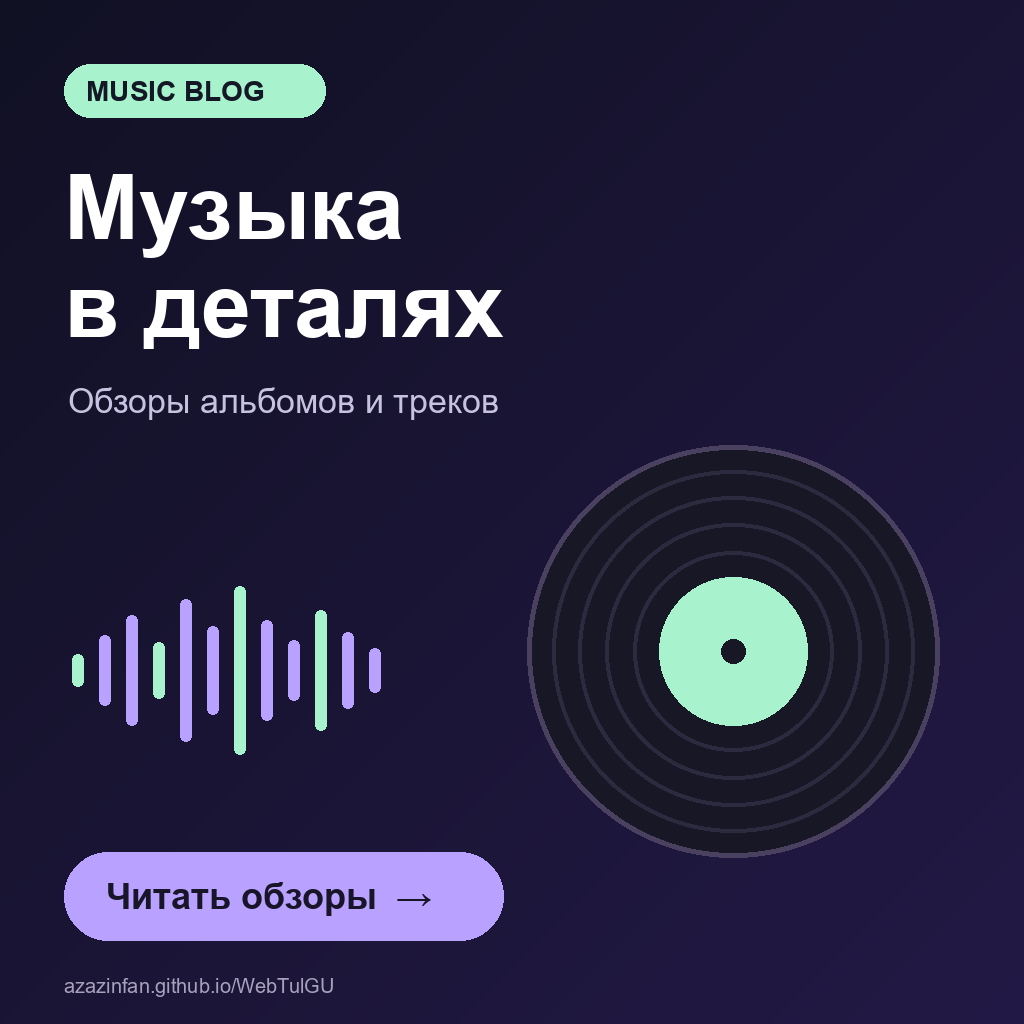 MUSIC BLOG
Музыка
в деталях
Обзоры альбомов и треков
Читать обзоры →
azazinfan.github.io/WebTulGU